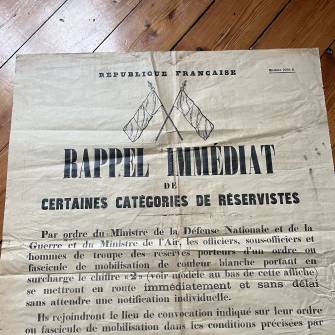 RÉPUBLIQUE FRANÇAISE
RAPPEL IMMÉDIAT
DE
CERTAINES CATÉGORIES DE RÉSERVISTES
Par ordre du Ministre de la Défense Nationale et de la
Guerre et du Ministre de l'Air, les officiers, sous-officiers et
hommes de troupe des réserves porteurs d'un ordre ou
fascicule de mobilisation de couleur blanche portant en
surcharge le chiffre « 2 » (voir modèle au bas de cette affiche)
se mettront en route immédiatement et sans délai
sans attendre une notification individuelle.
Ils rejoindront le lieu de convocation indiqué sur leur ordre
ou fascicule de mobilisation dans les conditions précisées par